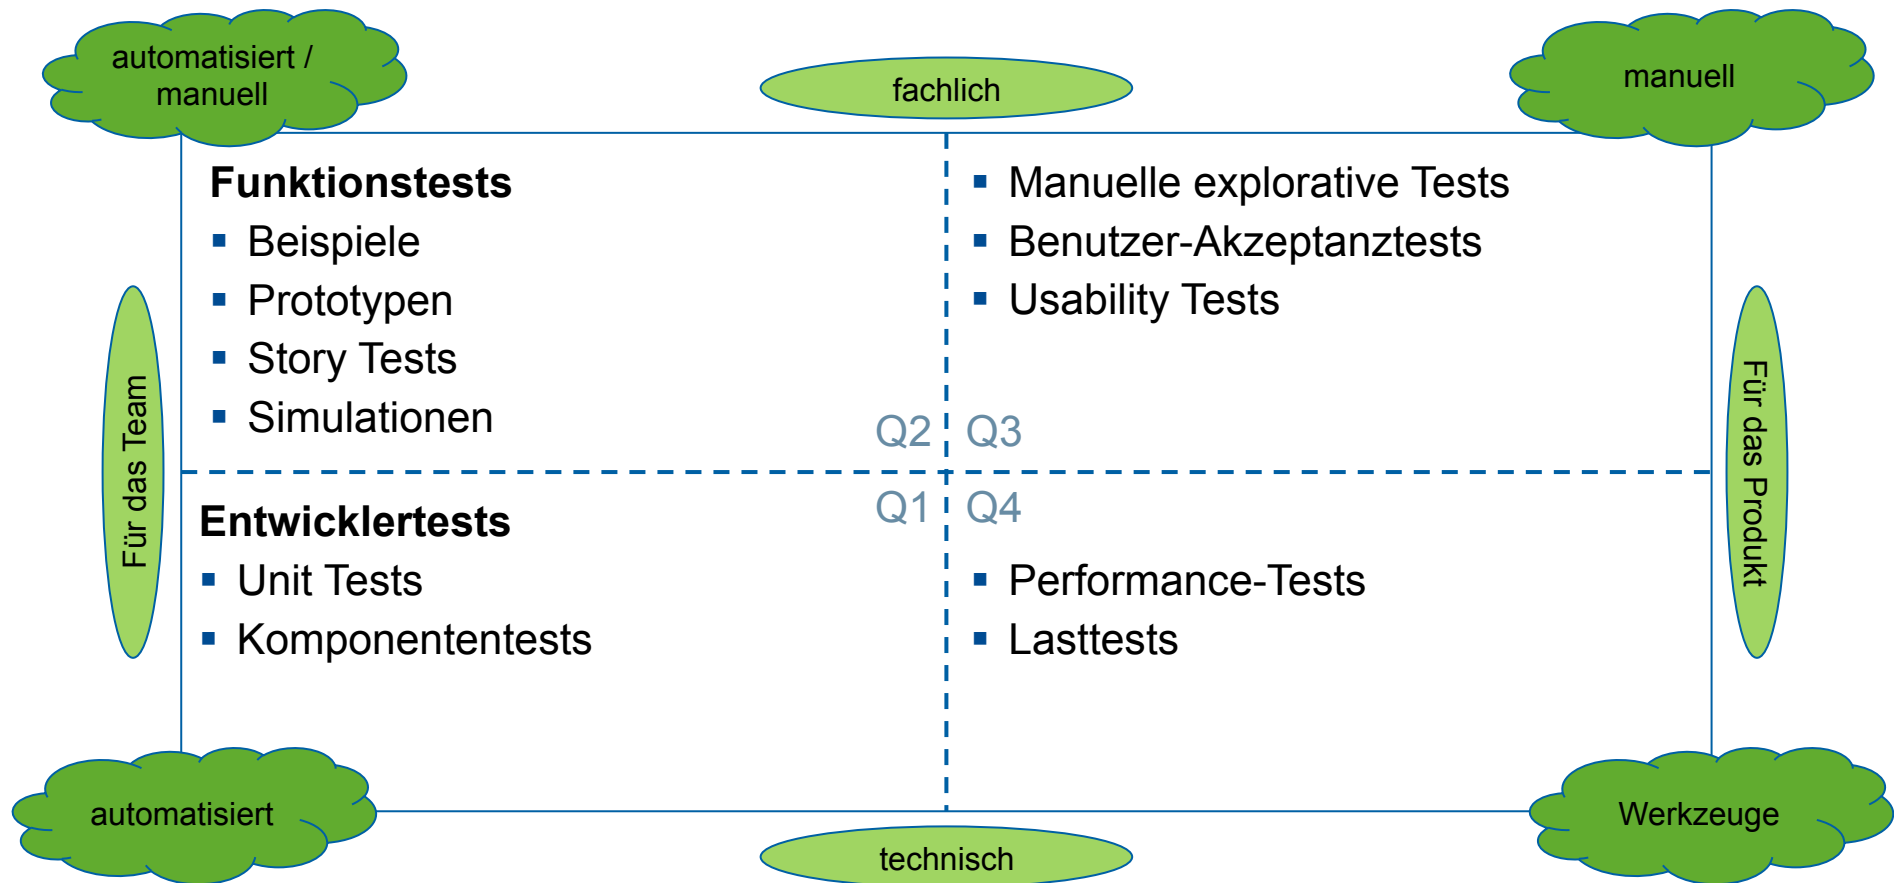 automatisiert /
manuell
fachlich
manuell
Funktionstests
Beispiele
Prototypen
Story Tests
Simulationen
Manuelle explorative Tests
Benutzer-Akzeptanztests
Usability Tests
Für das Team
Q2
Q3
Q1
Q4
Für das Produkt
Entwicklertests
Unit Tests
Komponententests
Performance-Tests
Lasttests
automatisiert
technisch
Werkzeuge